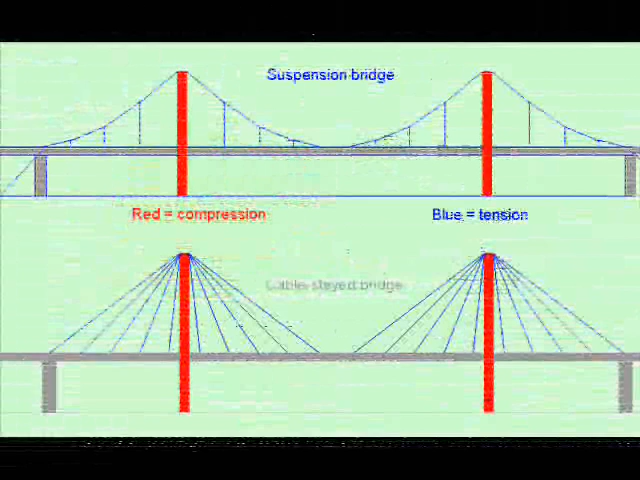 Suspension bridge
Red = compression
Blue = tension
Cable-stayed bridge